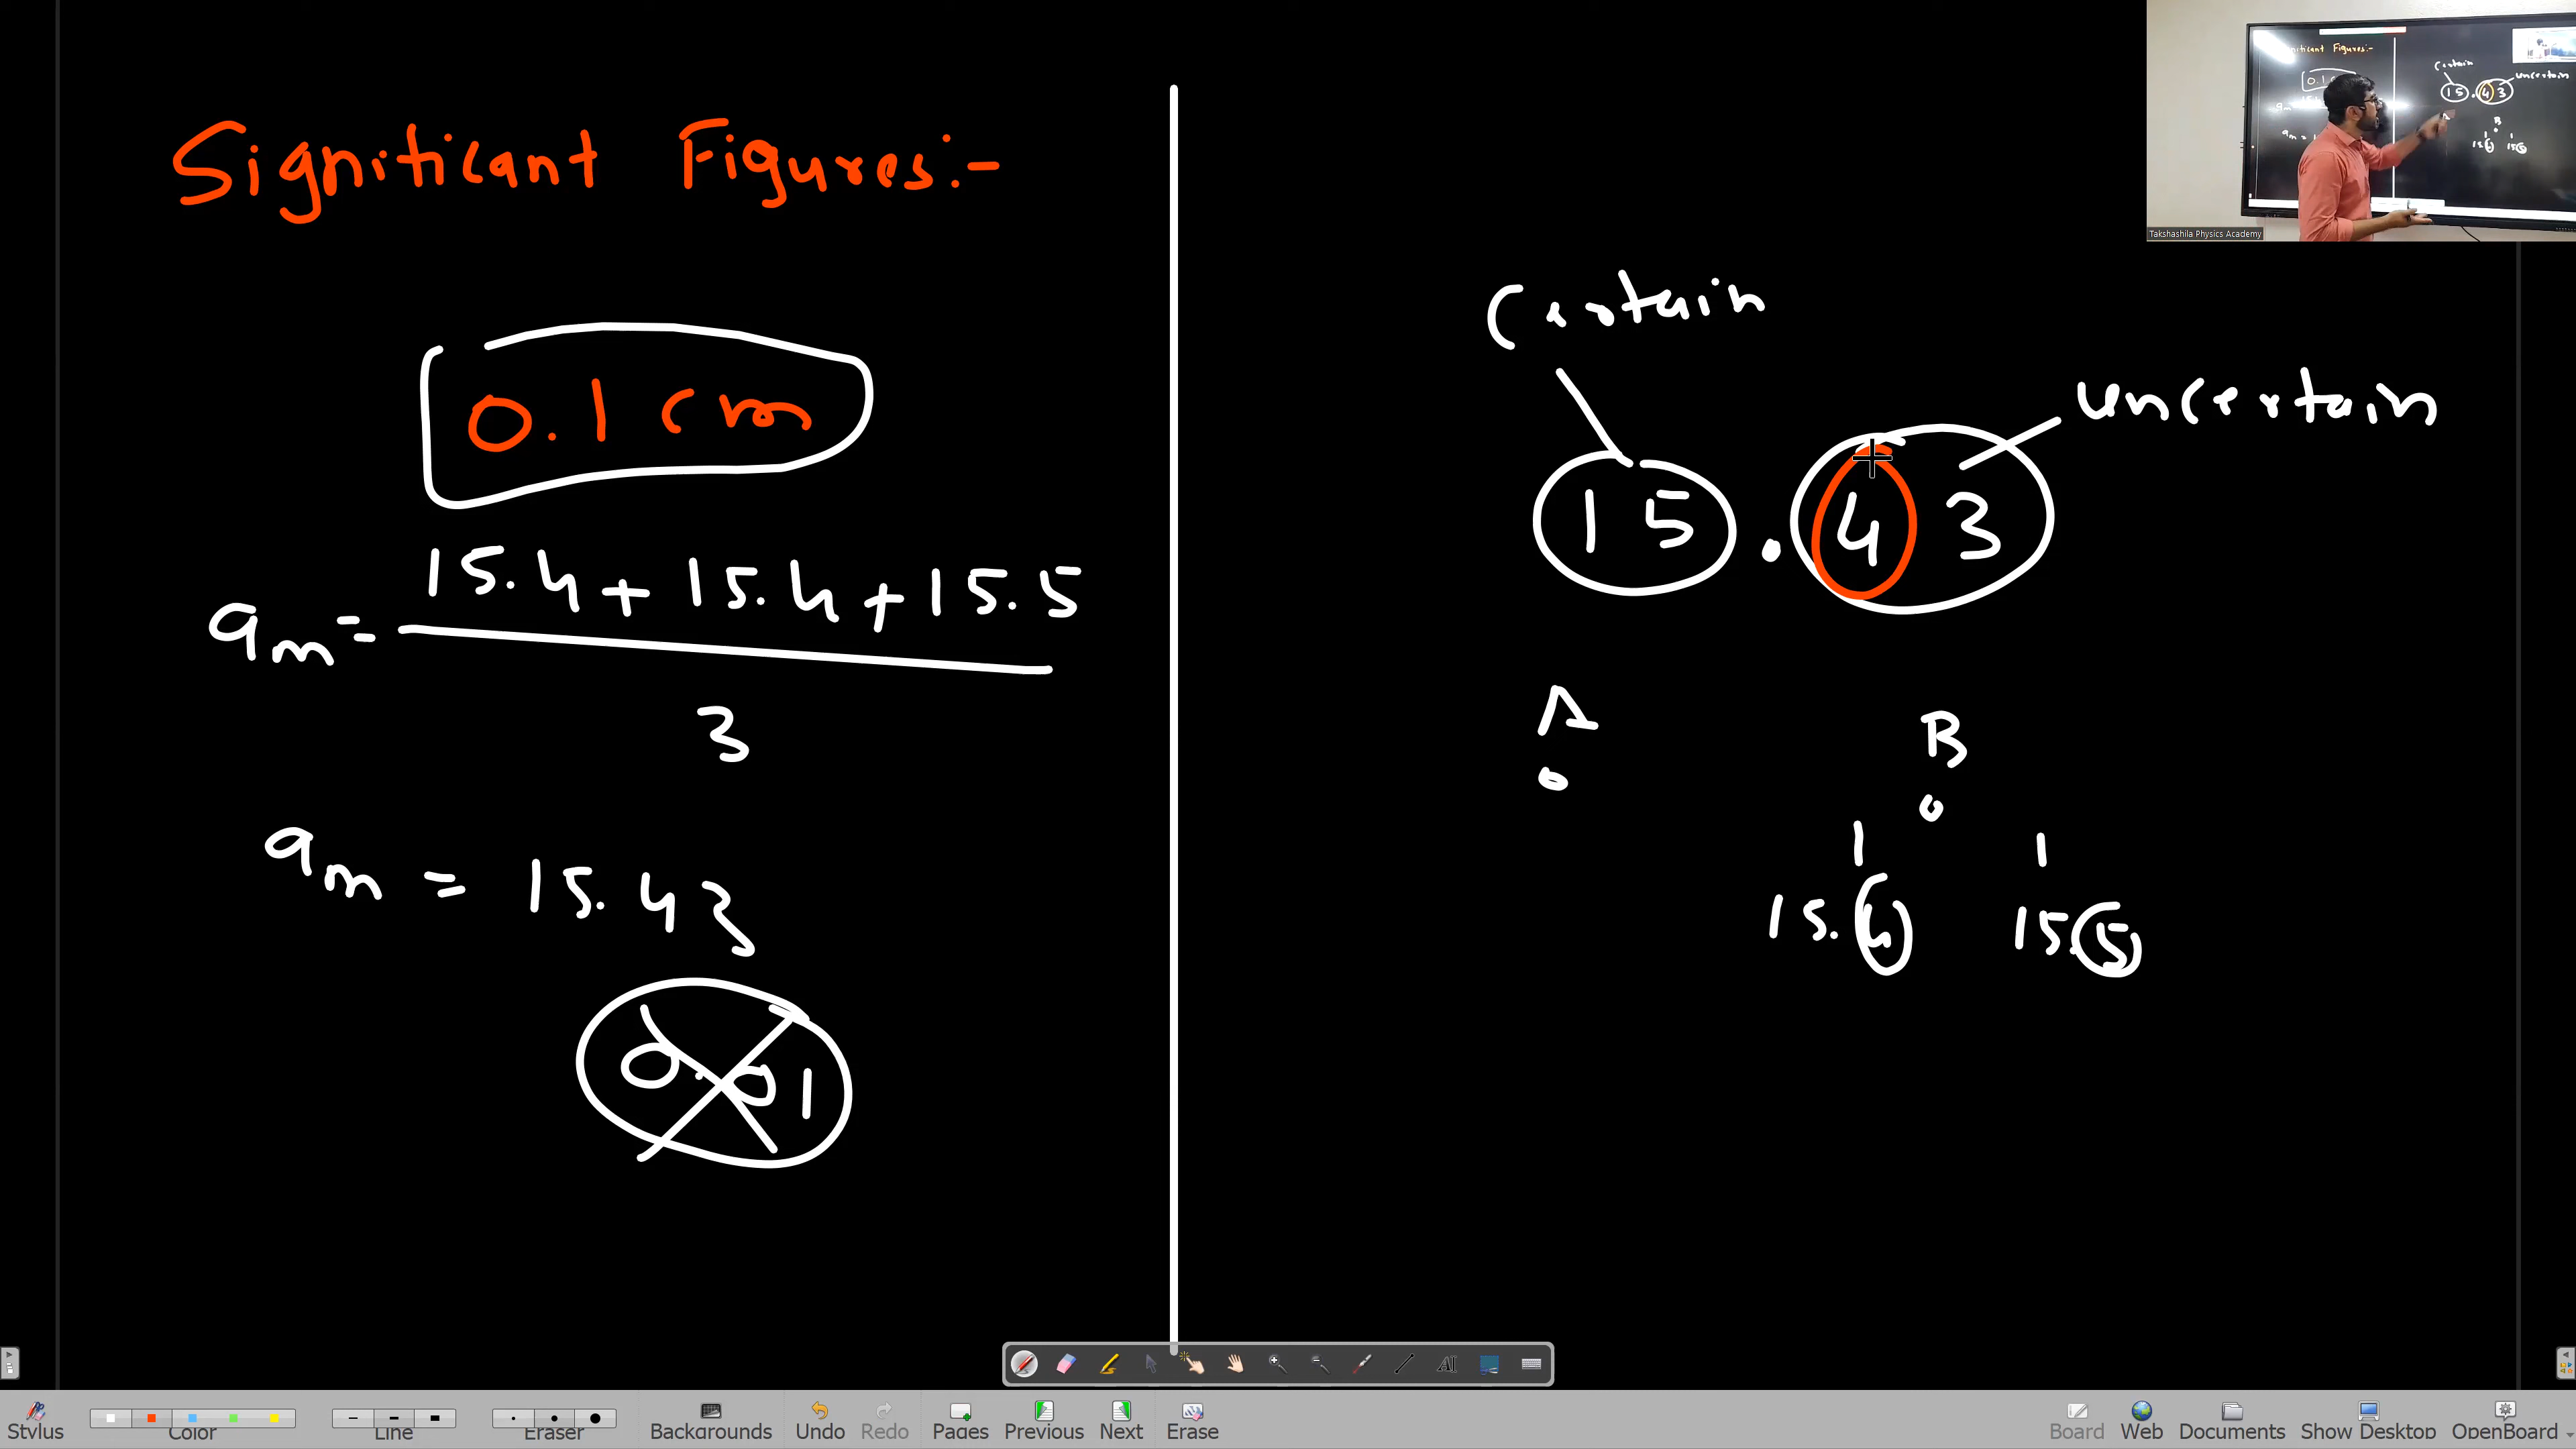 Significant Figures:-
0.1 cm
am = 15.4 + 15.4 + 15.5
3
am = 15.43
0.01
Certain
uncertain
15.43
A
B
1 1
15.4 15.5
Takshashila Physics Academy
Stylus Color Line Eraser Backgrounds Undo Redo Pages Previous Next Erase Board Web Documents Show Desktop OpenBoard